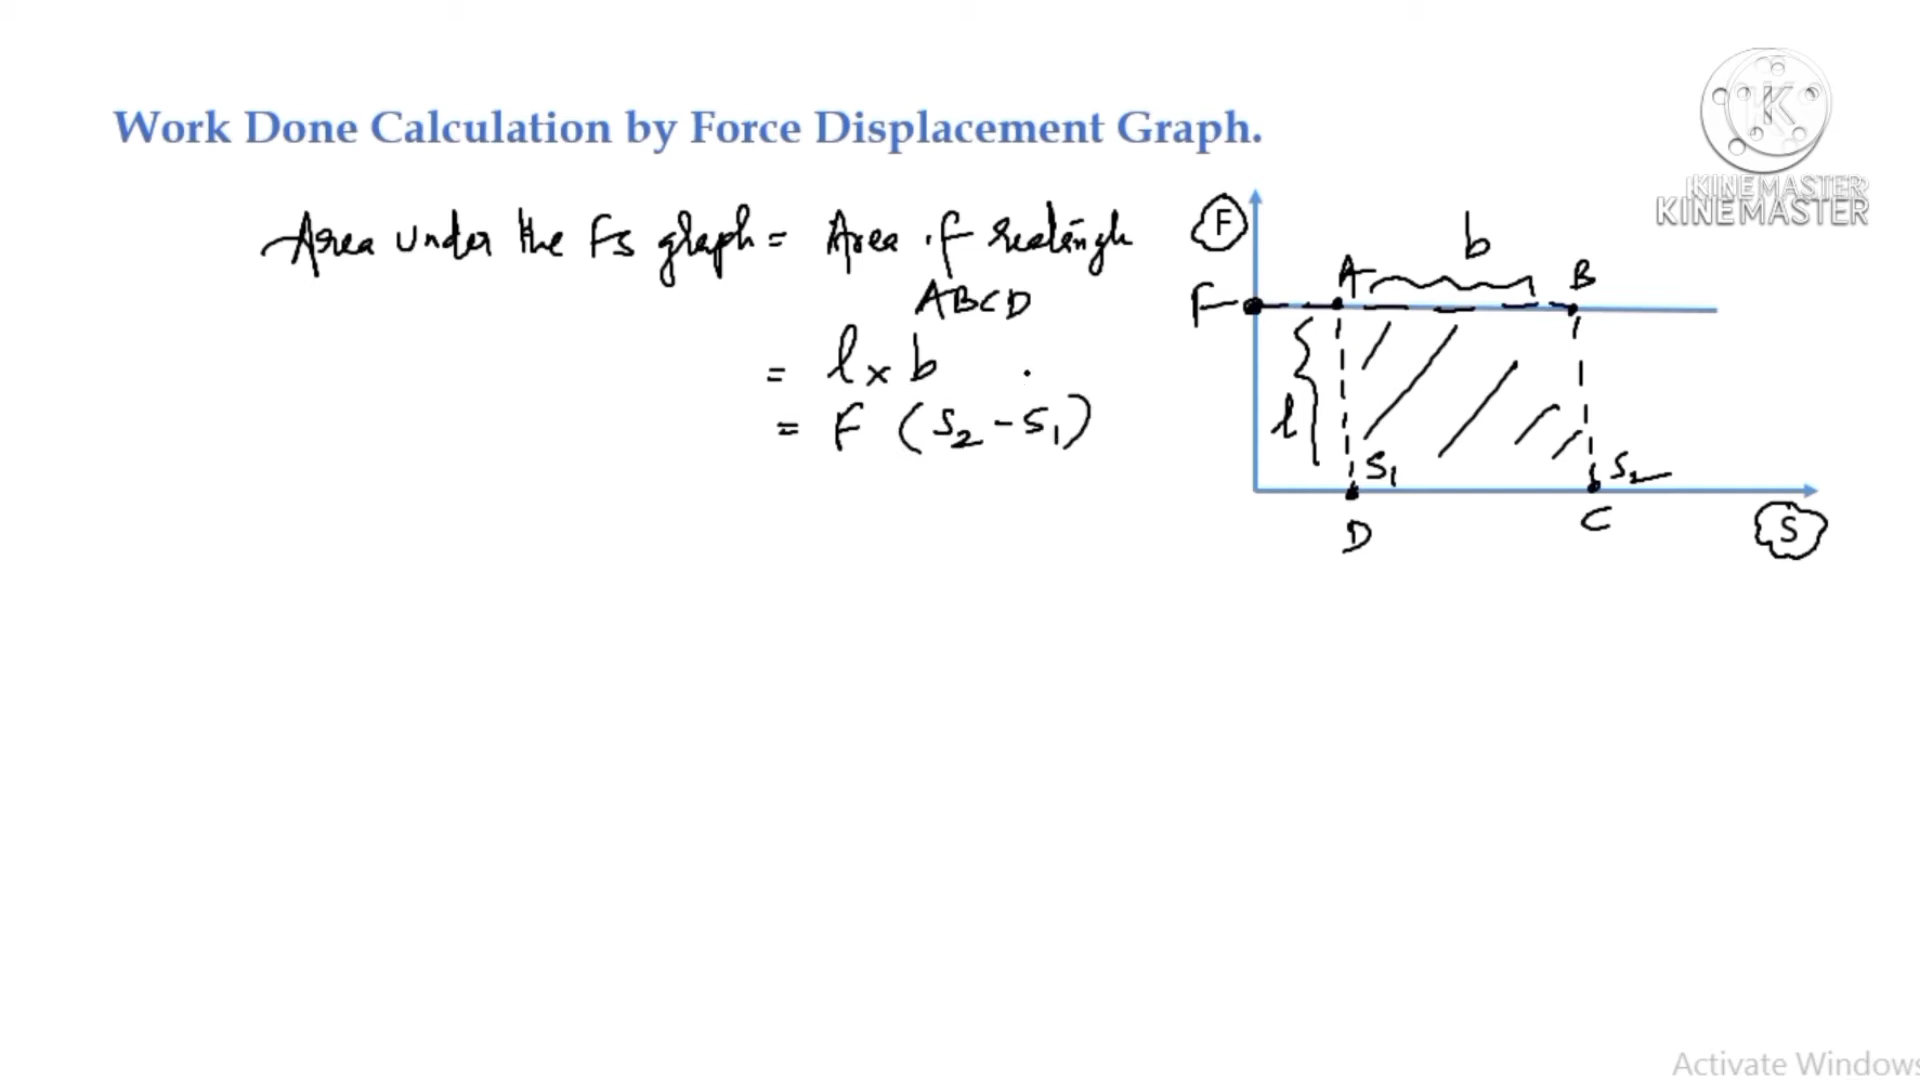 Work Done Calculation by Force Displacement Graph.
KINEMASTER
KINEMASTER
Area under the Fs graph = Area of rectangle
ABCD
= l × b
= F (S₂ - S₁)
F
b
A
B
F
l
S₁
S₂
D
C
S
Activate Windows